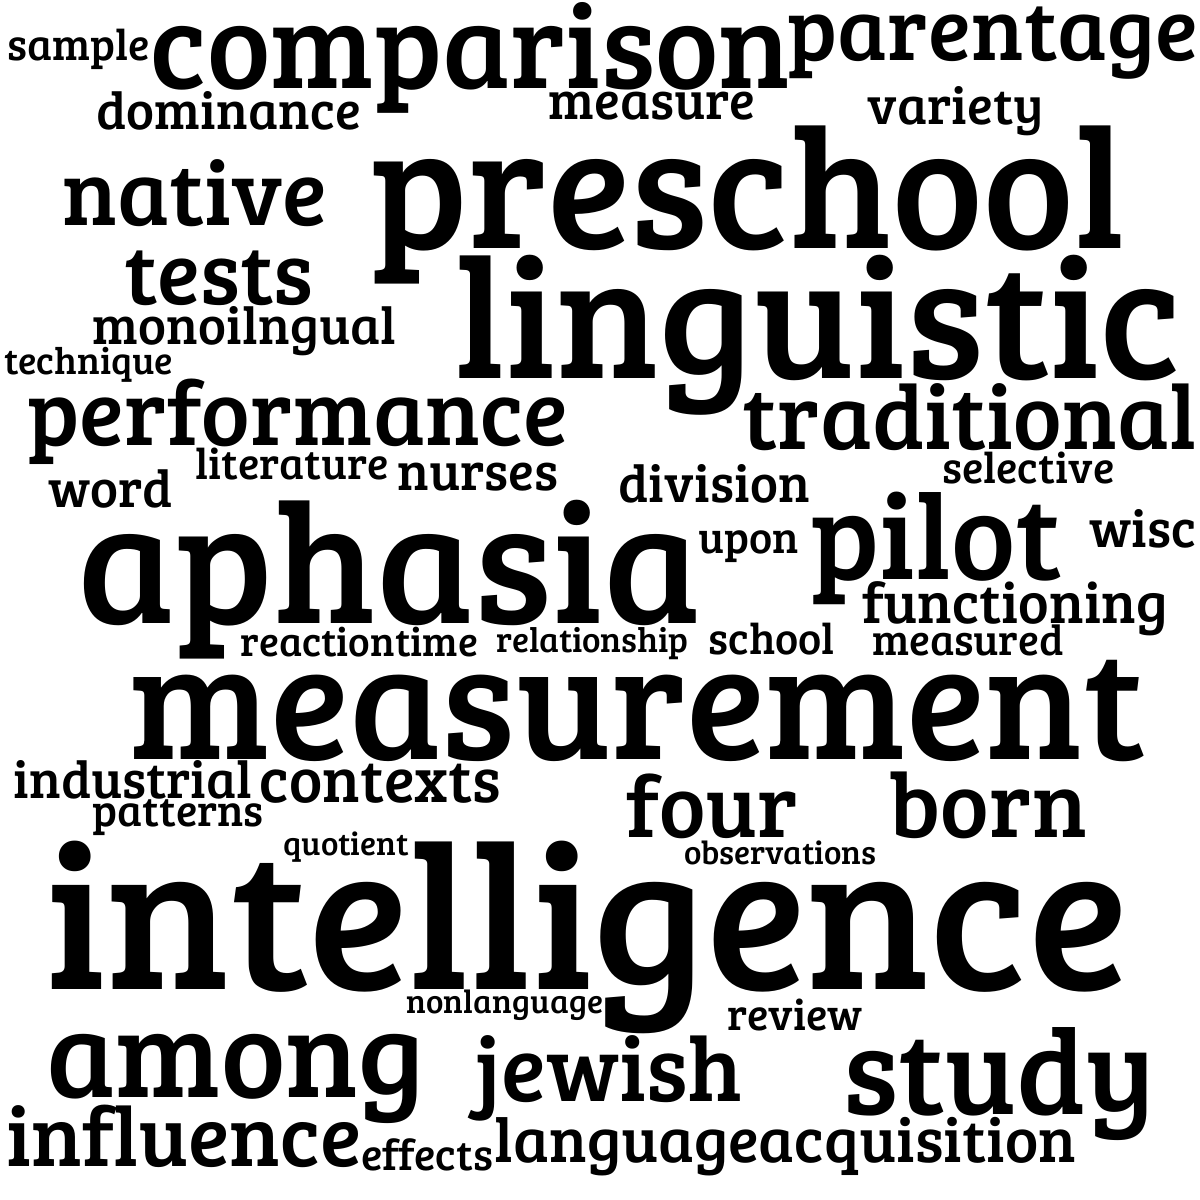 sample comparison parentage
dominance measure variety
native preschool
tests linguistic
monoilngual
technique
performance traditional
literature nurses division selective
word
aphasia upon pilot wisc
functioning
reactiontime relationship school measured
measurement
industrial contexts four born
patterns
quotient observations
intelligence
nonlanguage review
among jewish study
influence effects languageacquisition